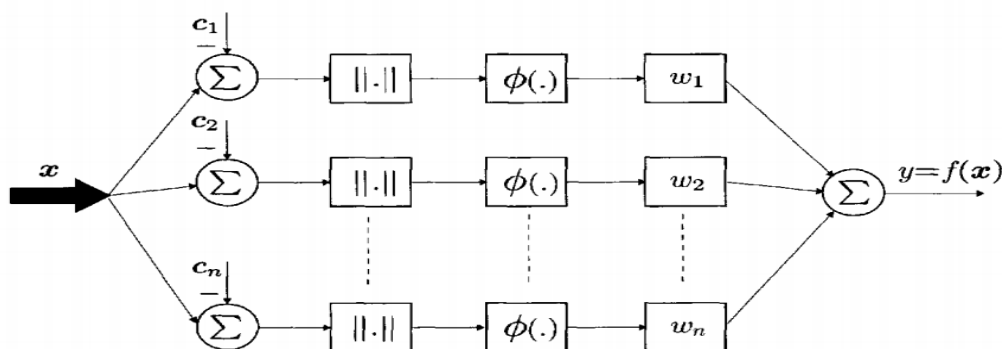 c₁
−
Σ ||.|| ϕ(.) w₁
c₂
−
x Σ ||.|| ϕ(.) w₂ Σ y=f(x)
cₙ
−
Σ ||.|| ϕ(.) wₙ